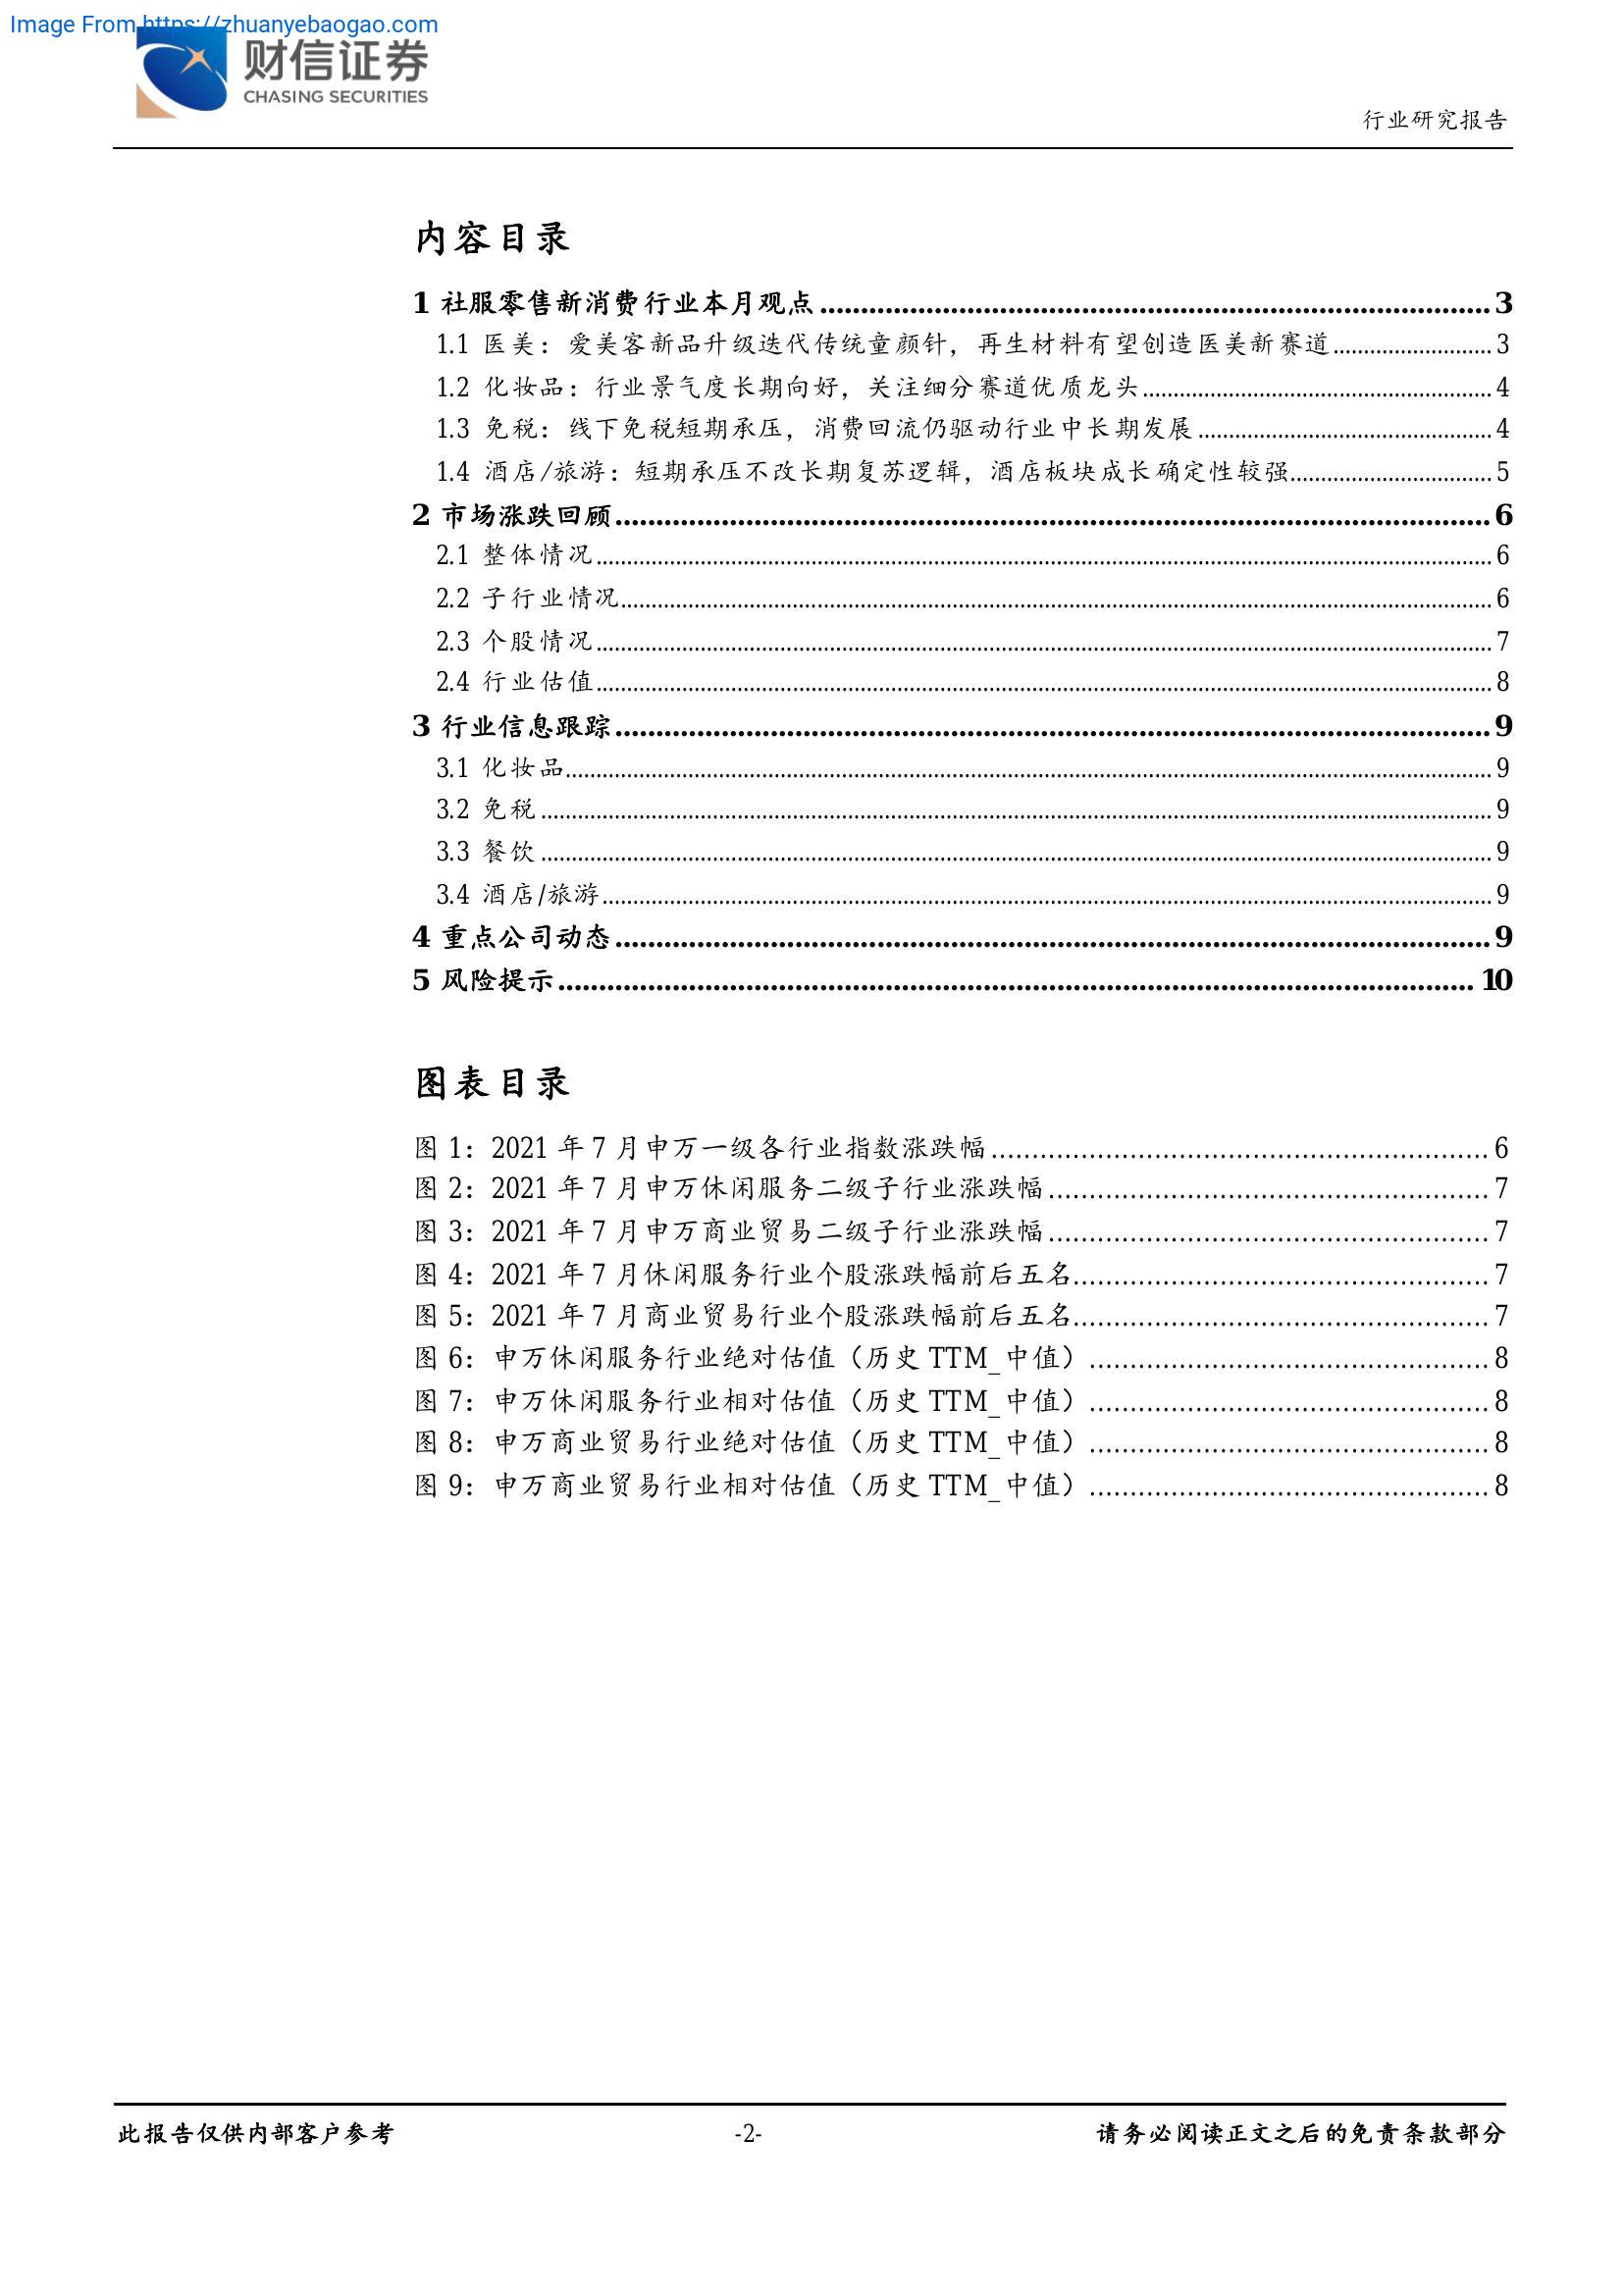 Image From https://zhuanyebaogao.com
财信证券
CHASING SECURITIES
行业研究报告
内容目录
1 社服零售新消费行业本月观点 3
1.1 医美：爱美客新品升级迭代传统童颜针，再生材料有望创造医美新赛道 3
1.2 化妆品：行业景气度长期向好，关注细分赛道优质龙头 4
1.3 免税：线下免税短期承压，消费回流仍驱动行业中长期发展 4
1.4 酒店/旅游：短期承压不改长期复苏逻辑，酒店板块成长确定性较强 5
2 市场涨跌回顾 6
2.1 整体情况 6
2.2 子行业情况 6
2.3 个股情况 7
2.4 行业估值 8
3 行业信息跟踪 9
3.1 化妆品 9
3.2 免税 9
3.3 餐饮 9
3.4 酒店/旅游 9
4 重点公司动态 9
5 风险提示 10
图表目录
图 1：2021 年 7 月申万一级各行业指数涨跌幅 6
图 2：2021 年 7 月申万休闲服务二级子行业涨跌幅 7
图 3：2021 年 7 月申万商业贸易二级子行业涨跌幅 7
图 4：2021 年 7 月休闲服务行业个股涨跌幅前后五名 7
图 5：2021 年 7 月商业贸易行业个股涨跌幅前后五名 7
图 6：申万休闲服务行业绝对估值（历史 TTM_中值） 8
图 7：申万休闲服务行业相对估值（历史 TTM_中值） 8
图 8：申万商业贸易行业绝对估值（历史 TTM_中值） 8
图 9：申万商业贸易行业相对估值（历史 TTM_中值） 8
此报告仅供内部客户参考
-2-
请务必阅读正文之后的免责条款部分